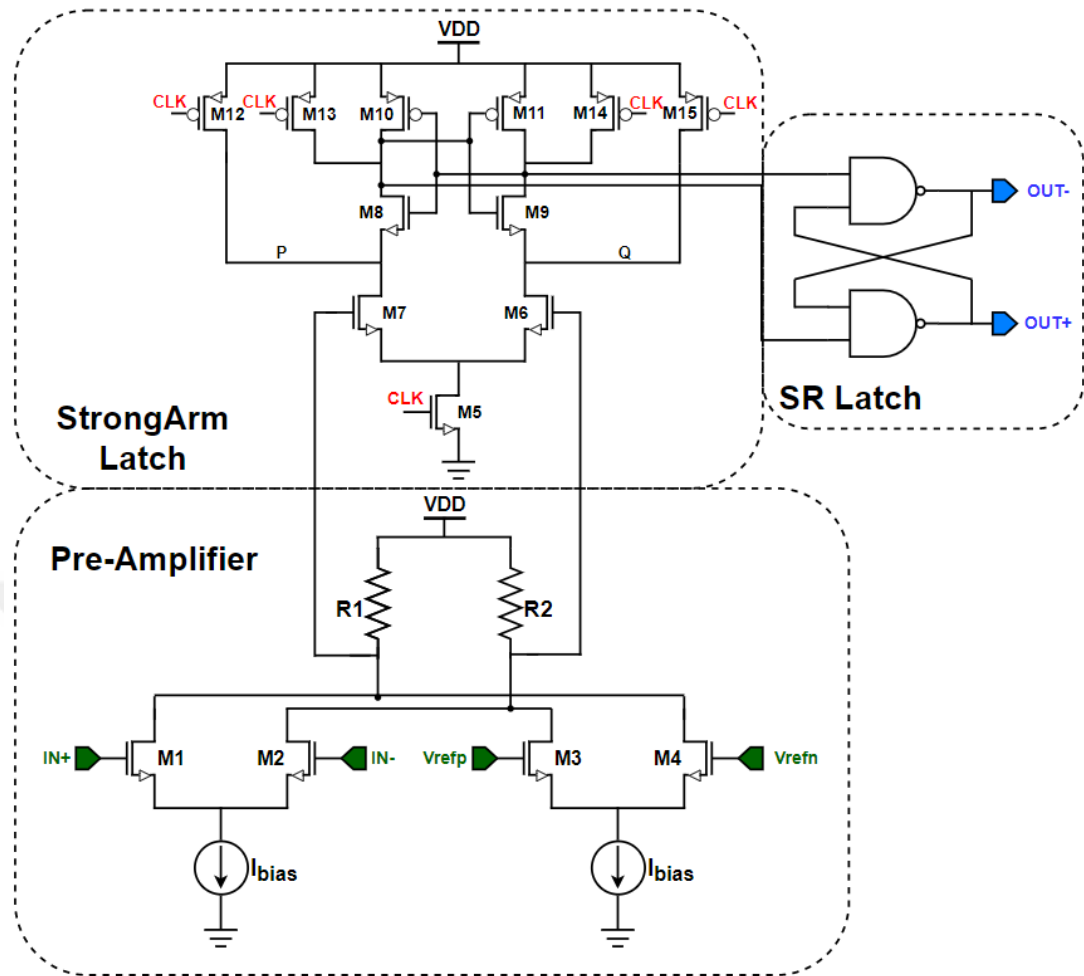 VDD
CLK
CLK
CLK
CLK
M12
M13
M10
M11
M14
M15
M8
M9
P
Q
M7
M6
CLK
M5
StrongArm
Latch
OUT-
OUT+
SR Latch
VDD
Pre-Amplifier
R1
R2
IN+
M1
M2
IN-
Vrefp
M3
M4
Vrefn
Ibias
Ibias